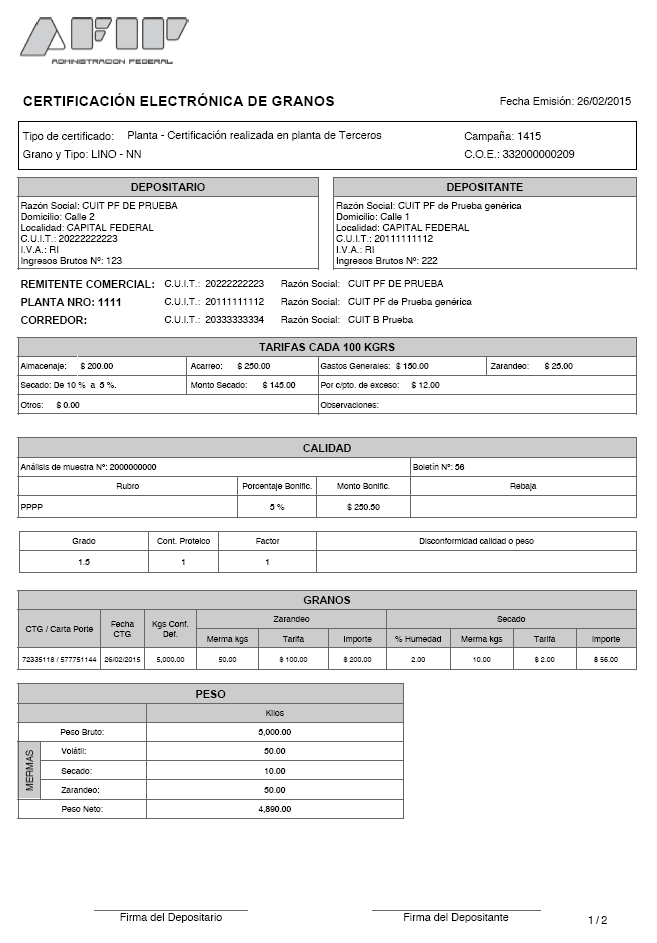 AFIP
ADMINISTRACION FEDERAL
CERTIFICACIÓN ELECTRÓNICA DE GRANOS
Fecha Emisión: 26/02/2015
Tipo de certificado: Planta - Certificación realizada en planta de Terceros
Campaña: 1415
Grano y Tipo: LINO - NN
C.O.E.: 332000000209
DEPOSITARIO
Razón Social: CUIT PF DE PRUEBA
Domicilio: Calle 2
Localidad: CAPITAL FEDERAL
C.U.I.T.: 20222222223
I.V.A.: RI
Ingresos Brutos Nº: 123
DEPOSITANTE
Razón Social: CUIT PF de Prueba genérica
Domicilio: Calle 1
Localidad: CAPITAL FEDERAL
C.U.I.T.: 20111111112
I.V.A.: RI
Ingresos Brutos Nº: 222
REMITENTE COMERCIAL: C.U.I.T.: 20222222223 Razón Social: CUIT PF DE PRUEBA
PLANTA NRO: 1111 C.U.I.T.: 20111111112 Razón Social: CUIT PF de Prueba genérica
CORREDOR: C.U.I.T.: 20333333334 Razón Social: CUIT B Prueba
TARIFAS CADA 100 KGRS
Almacenaje: $ 200.00 Acarreo: $ 250.00 Gastos Generales: $ 150.00 Zarandeo: $ 25.00
Secado: De 10 % a 5 %. Monto Secado: $ 145.00 Por c/pto. de exceso: $ 12.00
Otros: $ 0.00 Observaciones:
CALIDAD
Análisis de muestra Nº: 2000000000 Boletín Nº: 56
Rubro Porcentaje Bonific. Monto Bonific. Rebaja
PPPP 5 % $ 250.50
Grado Cont. Proteico Factor Disconformidad calidad o peso
1.5 1 1
GRANOS
CTG / Carta Porte Fecha CTG Kgs Conf. Def. Zarandeo Secado
Merma kgs Tarifa Importe % Humedad Merma kgs Tarifa Importe
72335118 / 577751144 26/02/2015 5,000.00 50.00 $ 100.00 $ 200.00 2.00 10.00 $ 2.00 $ 56.00
PESO
Kilos
Peso Bruto: 5,000.00
MERMAS
Volátil: 50.00
Secado: 10.00
Zarandeo: 50.00
Peso Neto: 4,890.00
Firma del Depositario
Firma del Depositante
1 / 2